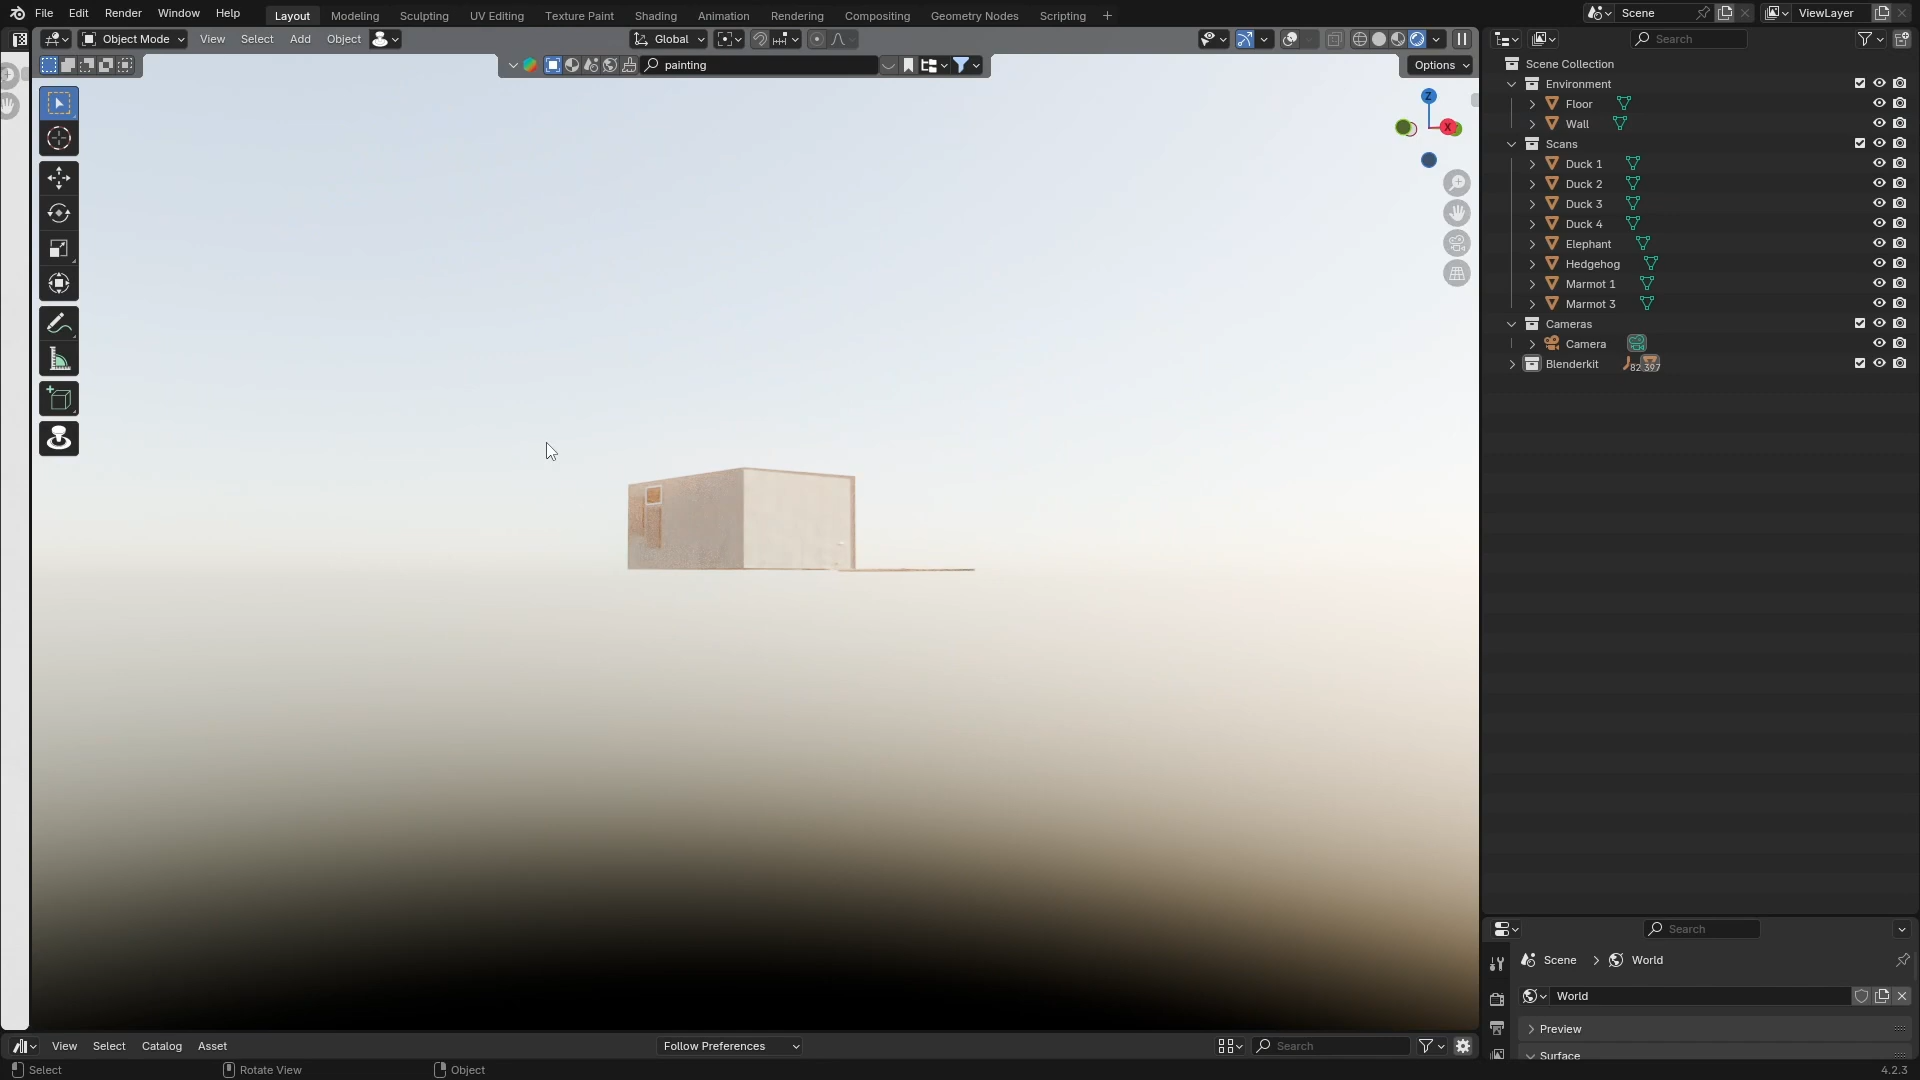 File Edit Render Window Help Layout Modeling Sculpting UV Editing Texture Paint Shading Animation Rendering Compositing Geometry Nodes Scripting + Scene ViewLayer
Object Mode View Select Add Object Global Search
painting Options
Z
X
Scene Collection
Environment
Floor
Wall
Scans
Duck 1
Duck 2
Duck 3
Duck 4
Elephant
Hedgehog
Marmot 1
Marmot 3
Cameras
Camera
Blenderkit 82 397
Search
Scene > World
World
Preview
Surface
View Select Catalog Asset Follow Preferences Search
Select Rotate View Object 4.2.3